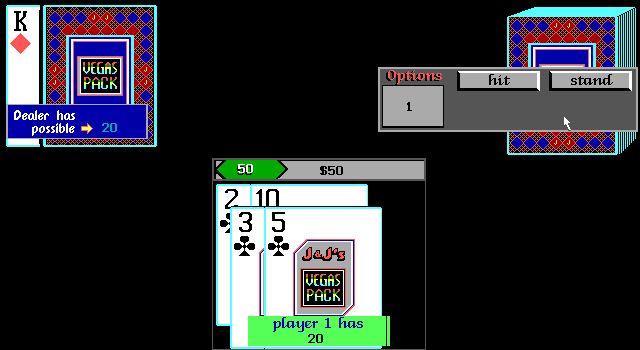 K
VEGAS
PACK
Dealer has
possible 20
Options
hit
stand
1
50
$50
2
10
3
5
J&J's
VEGAS
PACK
player 1 has
20